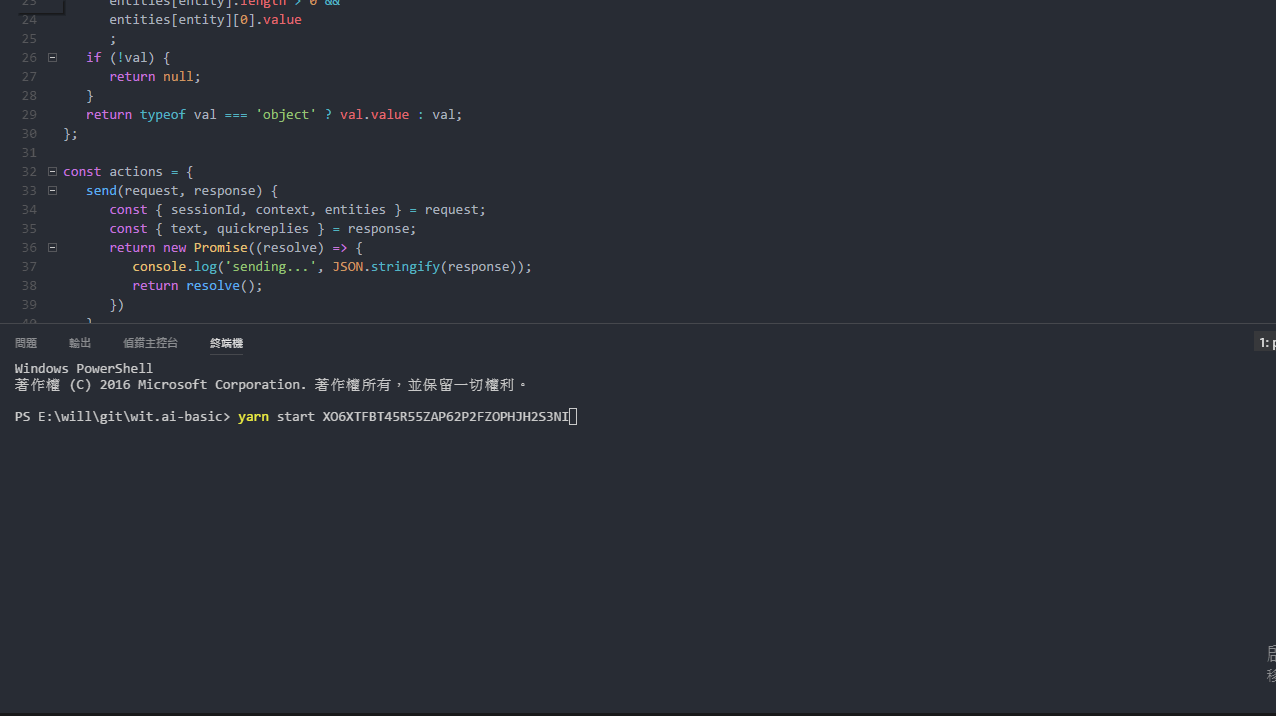 23 entities[entity].length > 0 &&
24 entities[entity][0].value
25 ;
26 if (!val) {
27 return null;
28 }
29 return typeof val === 'object' ? val.value : val;
30 };
31
32 const actions = {
33 send(request, response) {
34 const { sessionId, context, entities } = request;
35 const { text, quickreplies } = response;
36 return new Promise((resolve) => {
37 console.log('sending...', JSON.stringify(response));
38 return resolve();
39 })
40 }
問題 輸出 偵錯主控台 終端機 1: p
Windows PowerShell
著作權 (C) 2016 Microsoft Corporation. 著作權所有，並保留一切權利。
PS E:\will\git\wit.ai-basic> yarn start XO6XTFBT45R55ZAP62P2FZOPHJH2S3NI
移